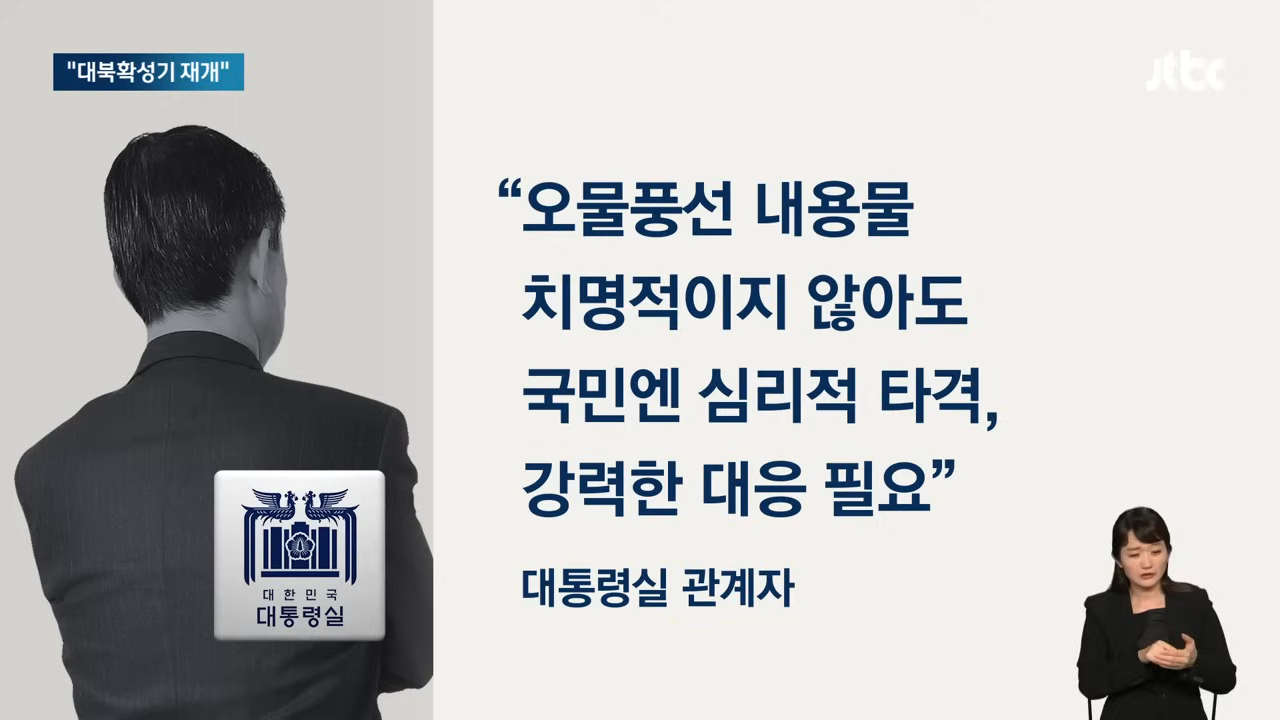 "대북확성기 재개"
jtbc
“오물풍선 내용물
치명적이지 않아도
국민엔 심리적 타격,
강력한 대응 필요”
대통령실 관계자
대한민국
대통령실